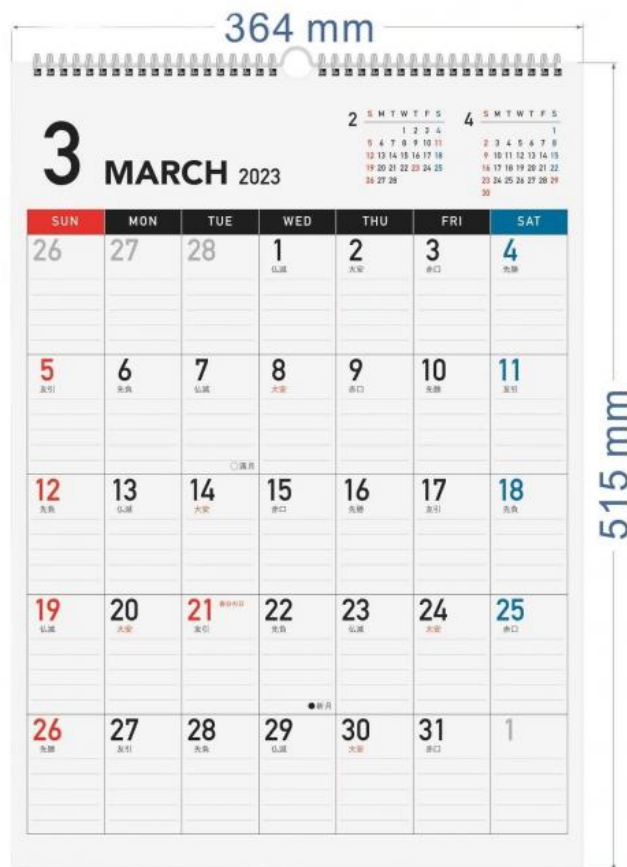 364 mm
515 mm
3 MARCH 2023
2
S M T W T F S
1 2 3 4
5 6 7 8 9 10 11
12 13 14 15 16 17 18
19 20 21 22 23 24 25
26 27 28
4
S M T W T F S
1
2 3 4 5 6 7 8
9 10 11 12 13 14 15
16 17 18 19 20 21 22
23 24 25 26 27 28 29
30
SUN MON TUE WED THU FRI SAT
26 27 28 1 2 3 4
仏滅 大安 赤口 先勝
5 6 7 8 9 10 11
友引 先負 仏滅 大安 赤口 先勝 友引
○満月
12 13 14 15 16 17 18
先負 仏滅 大安 赤口 先勝 友引 先負
19 20 21 春分の日 22 23 24 25
仏滅 大安 友引 先負 仏滅 大安 赤口
●新月
26 27 28 29 30 31 1
先勝 友引 先負 仏滅 大安 赤口